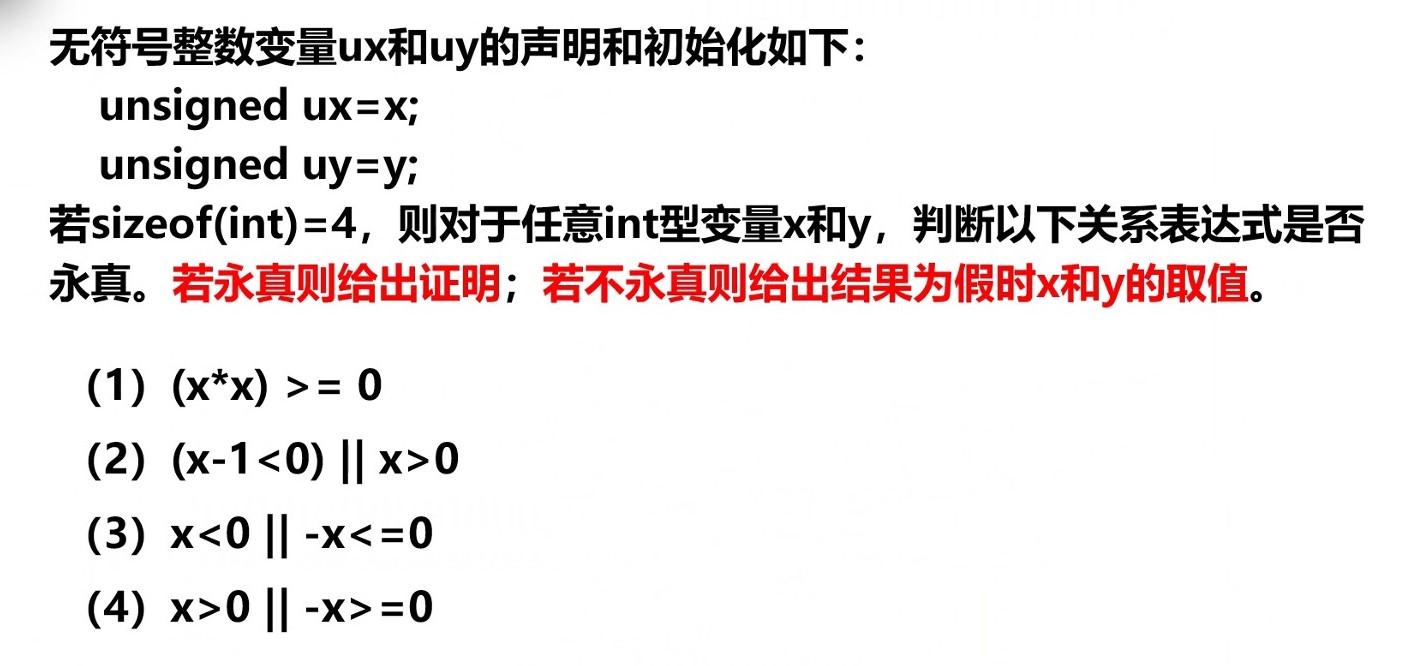 无符号整数变量ux和uy的声明和初始化如下：
unsigned ux=x;
unsigned uy=y;
若sizeof(int)=4，则对于任意int型变量x和y，判断以下关系表达式是否
永真。若永真则给出证明；若不永真则给出结果为假时x和y的取值。
（1）(x*x) >= 0
（2）(x-1<0) || x>0
（3）x<0 || -x<=0
（4）x>0 || -x>=0